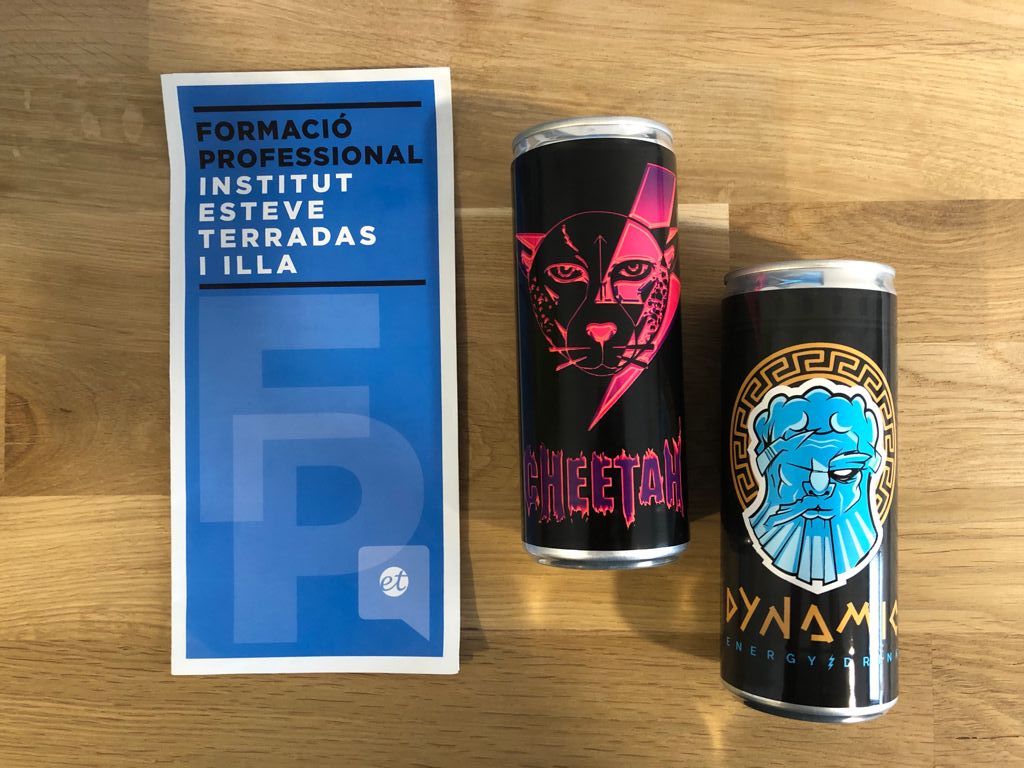 FORMACIÓ
PROFESSIONAL
INSTITUT
ESTEVE
TERRADAS
I ILLA
FP
et
CHEETAH
DYNAMIC
ENERGY DRINK